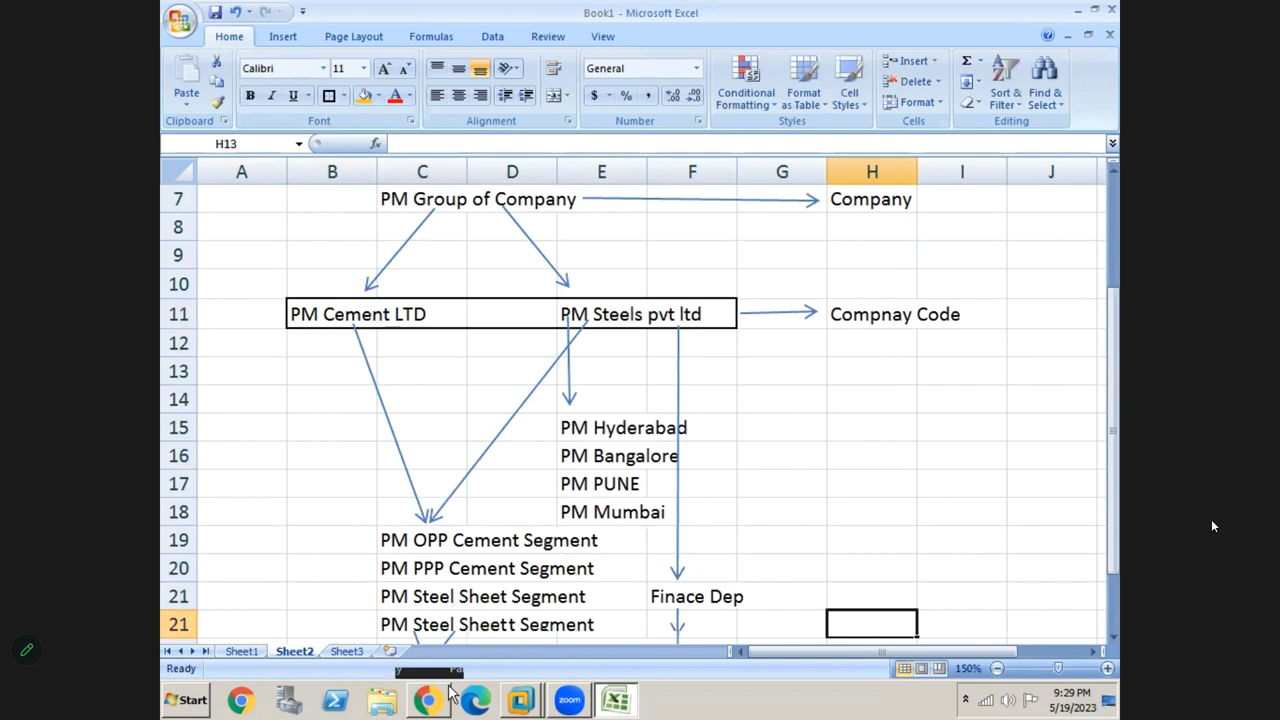 Book1 - Microsoft Excel
Home Insert Page Layout Formulas Data Review View
Calibri 11 General
Paste
B I U $ % ,
Conditional Formatting
Format as Table
Cell Styles
Insert
Delete
Format
Σ
Sort & Filter
Find & Select
Clipboard Font Alignment Number Styles Cells Editing
H13 fx
A B C D E F G H I J
7 PM Group of Company Company
8
9
10
11 PM Cement LTD PM Steels pvt ltd Compnay Code
12
13
14
15 PM Hyderabad
16 PM Bangalore
17 PM PUNE
18 PM Mumbai
19 PM OPP Cement Segment
20 PM PPP Cement Segment
21 PM Steel Sheet Segment Finace Dep
21 PM Steel Sheett Segment
Sheet1 Sheet2 Sheet3
Ready 150%
Start zoom 9:29 PM
5/19/2023